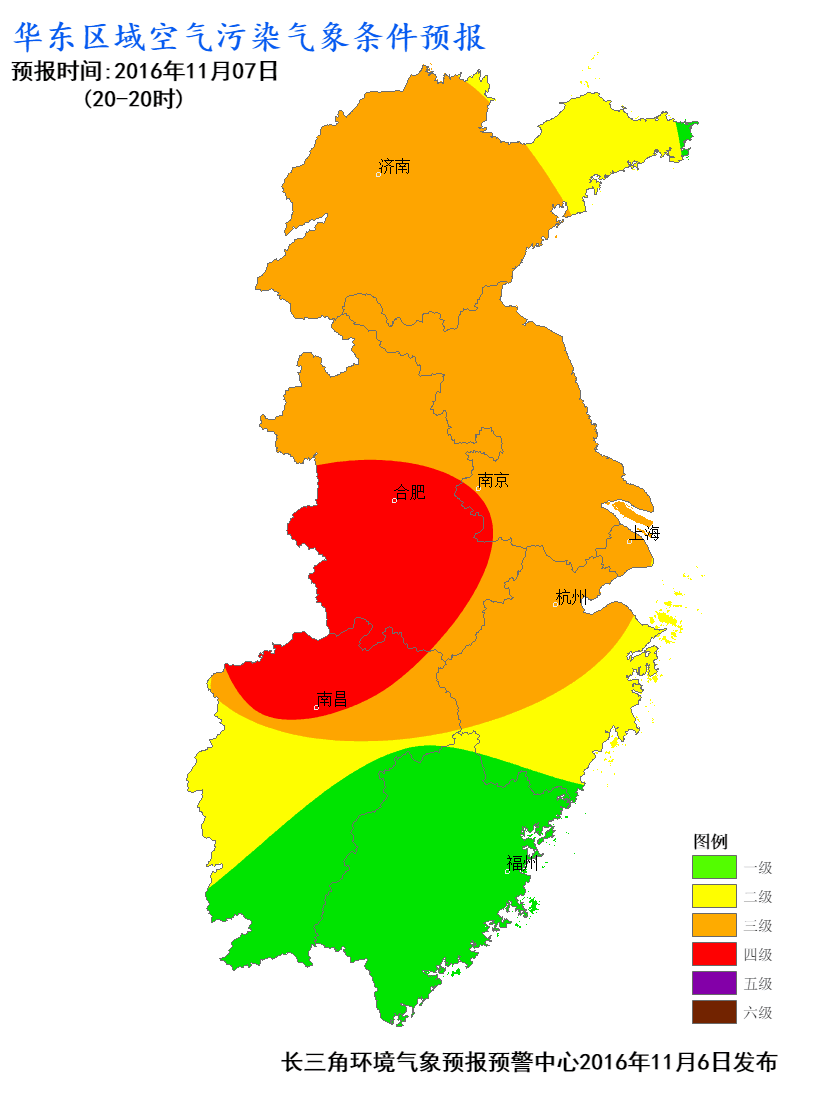 华东区域空气污染气象条件预报
预报时间:2016年11月07日
(20-20时)
济南
南京
合肥
上海
杭州
南昌
福州
图例
一级
二级
三级
四级
五级
六级
长三角环境气象预报预警中心2016年11月6日发布